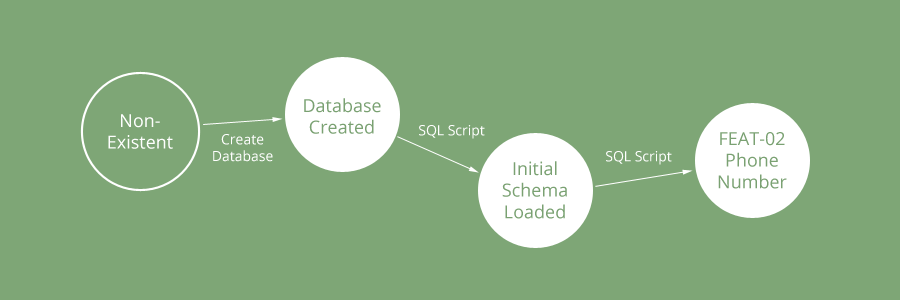 Non-
Existent
Create
Database
Database
Created
SQL Script
Initial
Schema
Loaded
SQL Script
FEAT-02
Phone
Number